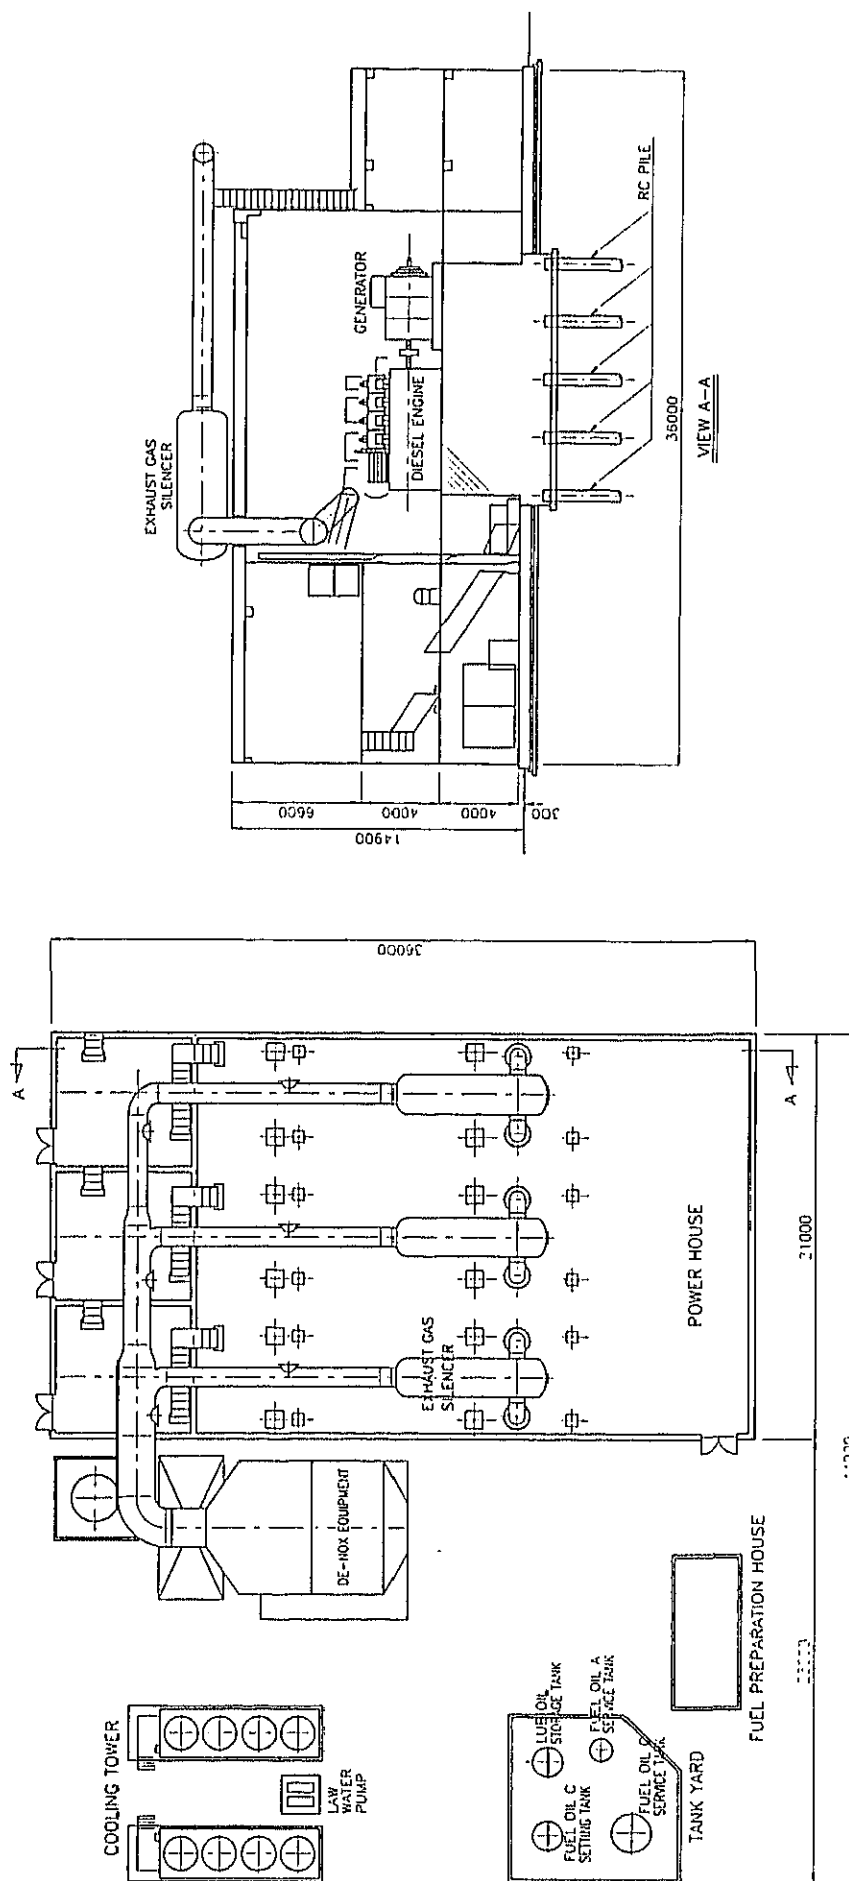 EXHAUST GAS
SILENCER
GENERATOR
DIESEL ENGINE
RC PILE
6600
4000
4000
300
14900
36000
VIEW A-A
36000
A
A
EXHAUST GAS
SILENCER
POWER HOUSE
21000
DE-NOX EQUIPMENT
COOLING TOWER
LAW
WATER
PUMP
LUB OIL
STORAGE TANK
FUEL OIL A
SERVICE TANK
FUEL OIL C
SETTING TANK
FUEL OIL C
SERVICE TANK
TANK YARD
FUEL PREPARATION HOUSE